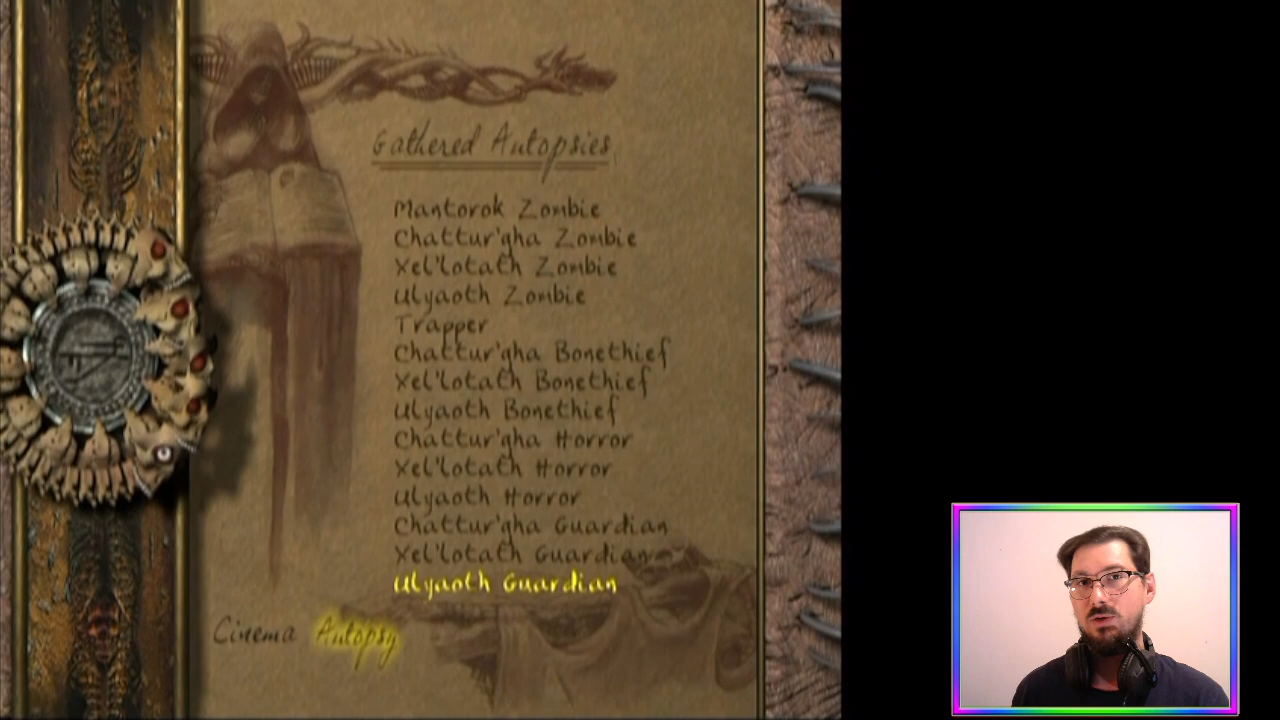 Gathered Autopsies
Mantorok Zombie
Chattur'gha Zombie
Xel'lotath Zombie
Ulyaoth Zombie
Trapper
Chattur'gha Bonethief
Xel'lotath Bonethief
Ulyaoth Bonethief
Chattur'gha Horror
Xel'lotath Horror
Ulyaoth Horror
Chattur'gha Guardian
Xel'lotath Guardian
Ulyaoth Guardian
Cinema Autopsy